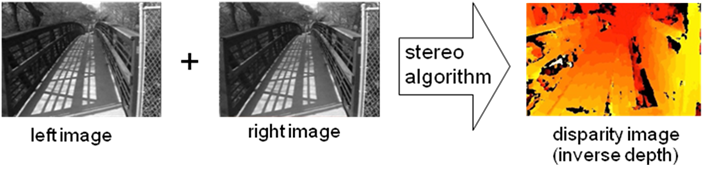 left image
+
right image
stereo
algorithm
disparity image
(inverse depth)